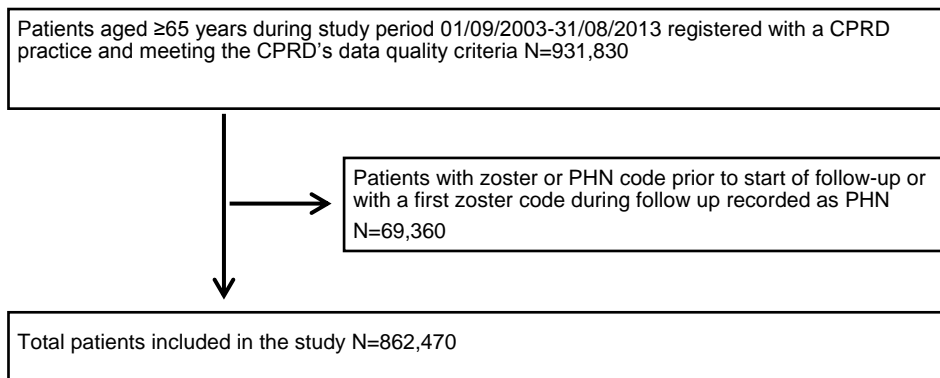 Patients aged ≥65 years during study period 01/09/2003-31/08/2013 registered with a CPRD
practice and meeting the CPRD's data quality criteria N=931,830
Patients with zoster or PHN code prior to start of follow-up or
with a first zoster code during follow up recorded as PHN
N=69,360
Total patients included in the study N=862,470